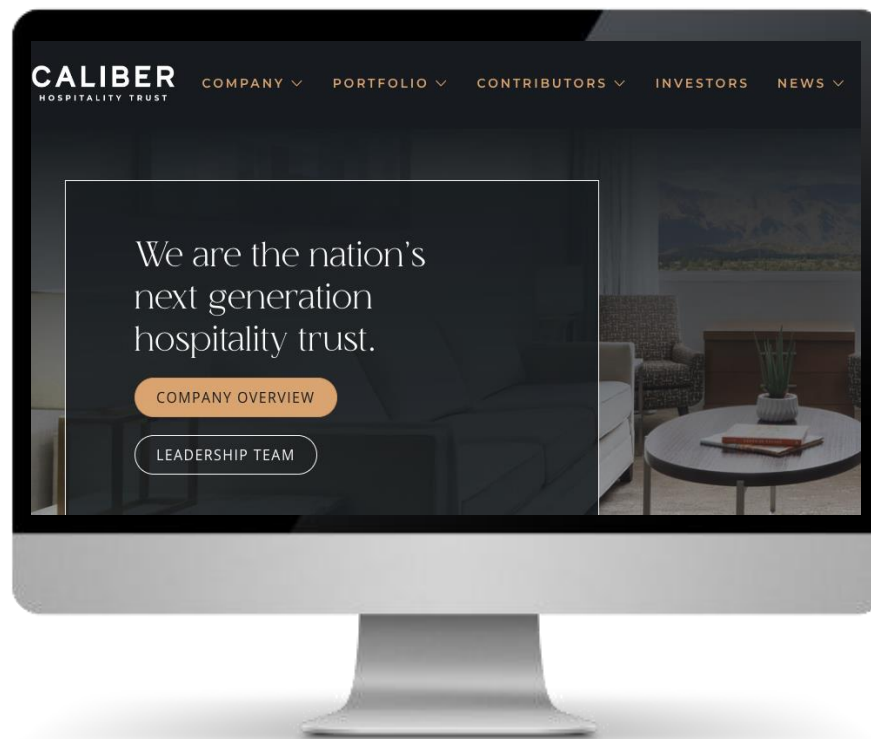 CALIBER
HOSPITALITY TRUST
COMPANY
PORTFOLIO
CONTRIBUTORS
INVESTORS
NEWS
We are the nation's
next generation
hospitality trust.
COMPANY OVERVIEW
LEADERSHIP TEAM